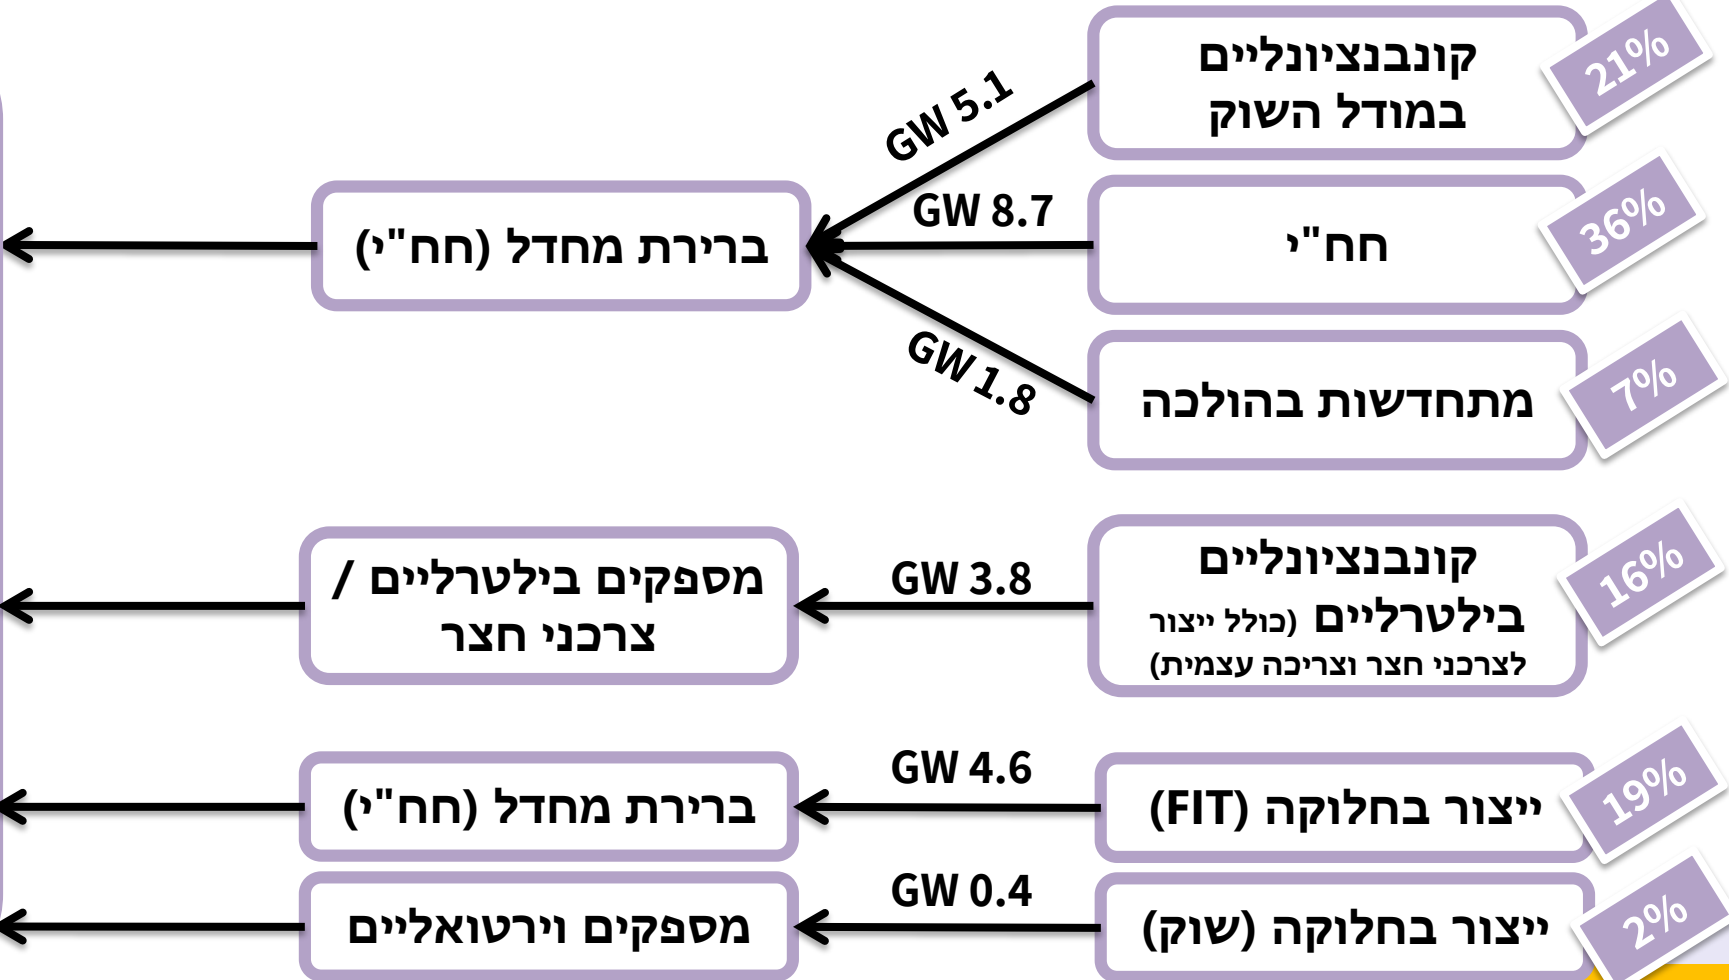 קונבנציונליים
במודל השוק
21%
GW 5.1
חח"י
36%
GW 8.7
ברירת מחדל (חח"י)
מתחדשות בהולכה
7%
GW 1.8
קונבנציונליים
בילטרליים (כולל ייצור
לצרכני חצר וצריכה עצמית)
16%
GW 3.8
מספקים בילטרליים /
צרכני חצר
ייצור בחלוקה (FIT)
19%
GW 4.6
ברירת מחדל (חח"י)
ייצור בחלוקה (שוק)
2%
GW 0.4
מספקים וירטואליים